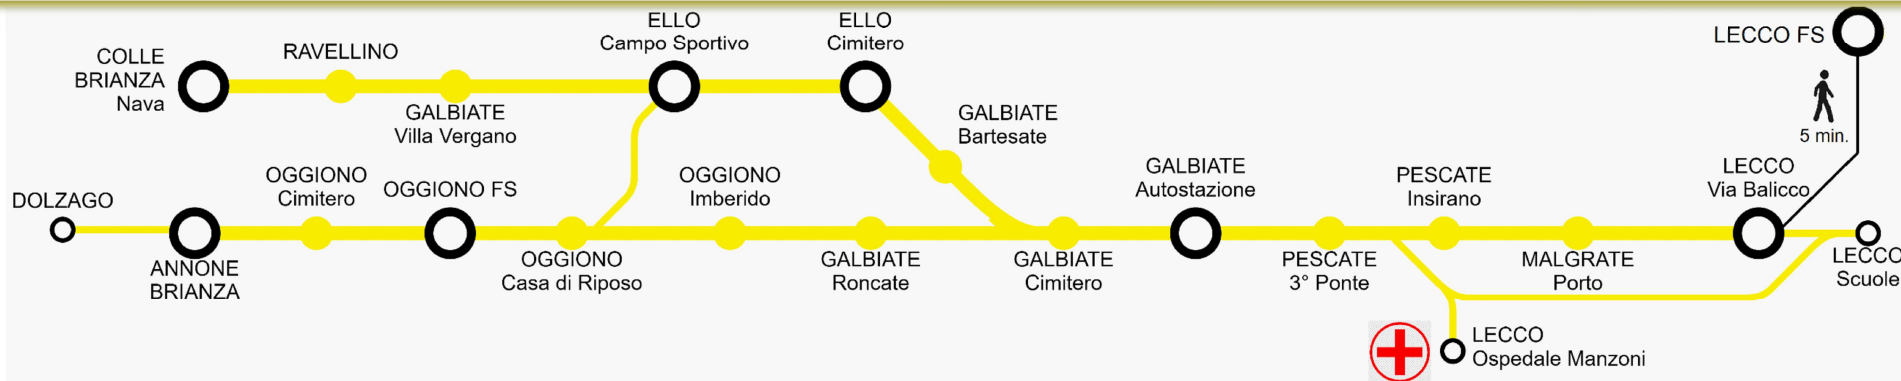 COLLE
BRIANZA
Nava
RAVELLINO
GALBIATE
Villa Vergano
ELLO
Campo Sportivo
ELLO
Cimitero
GALBIATE
Bartesate
LECCO FS
5 min.
DOLZAGO
ANNONE
BRIANZA
OGGIONO
Cimitero
OGGIONO FS
OGGIONO
Casa di Riposo
OGGIONO
Imberido
GALBIATE
Roncate
GALBIATE
Cimitero
GALBIATE
Autostazione
PESCATE
3° Ponte
PESCATE
Insirano
MALGRATE
Porto
LECCO
Via Balicco
LECCO
Scuole
LECCO
Ospedale Manzoni